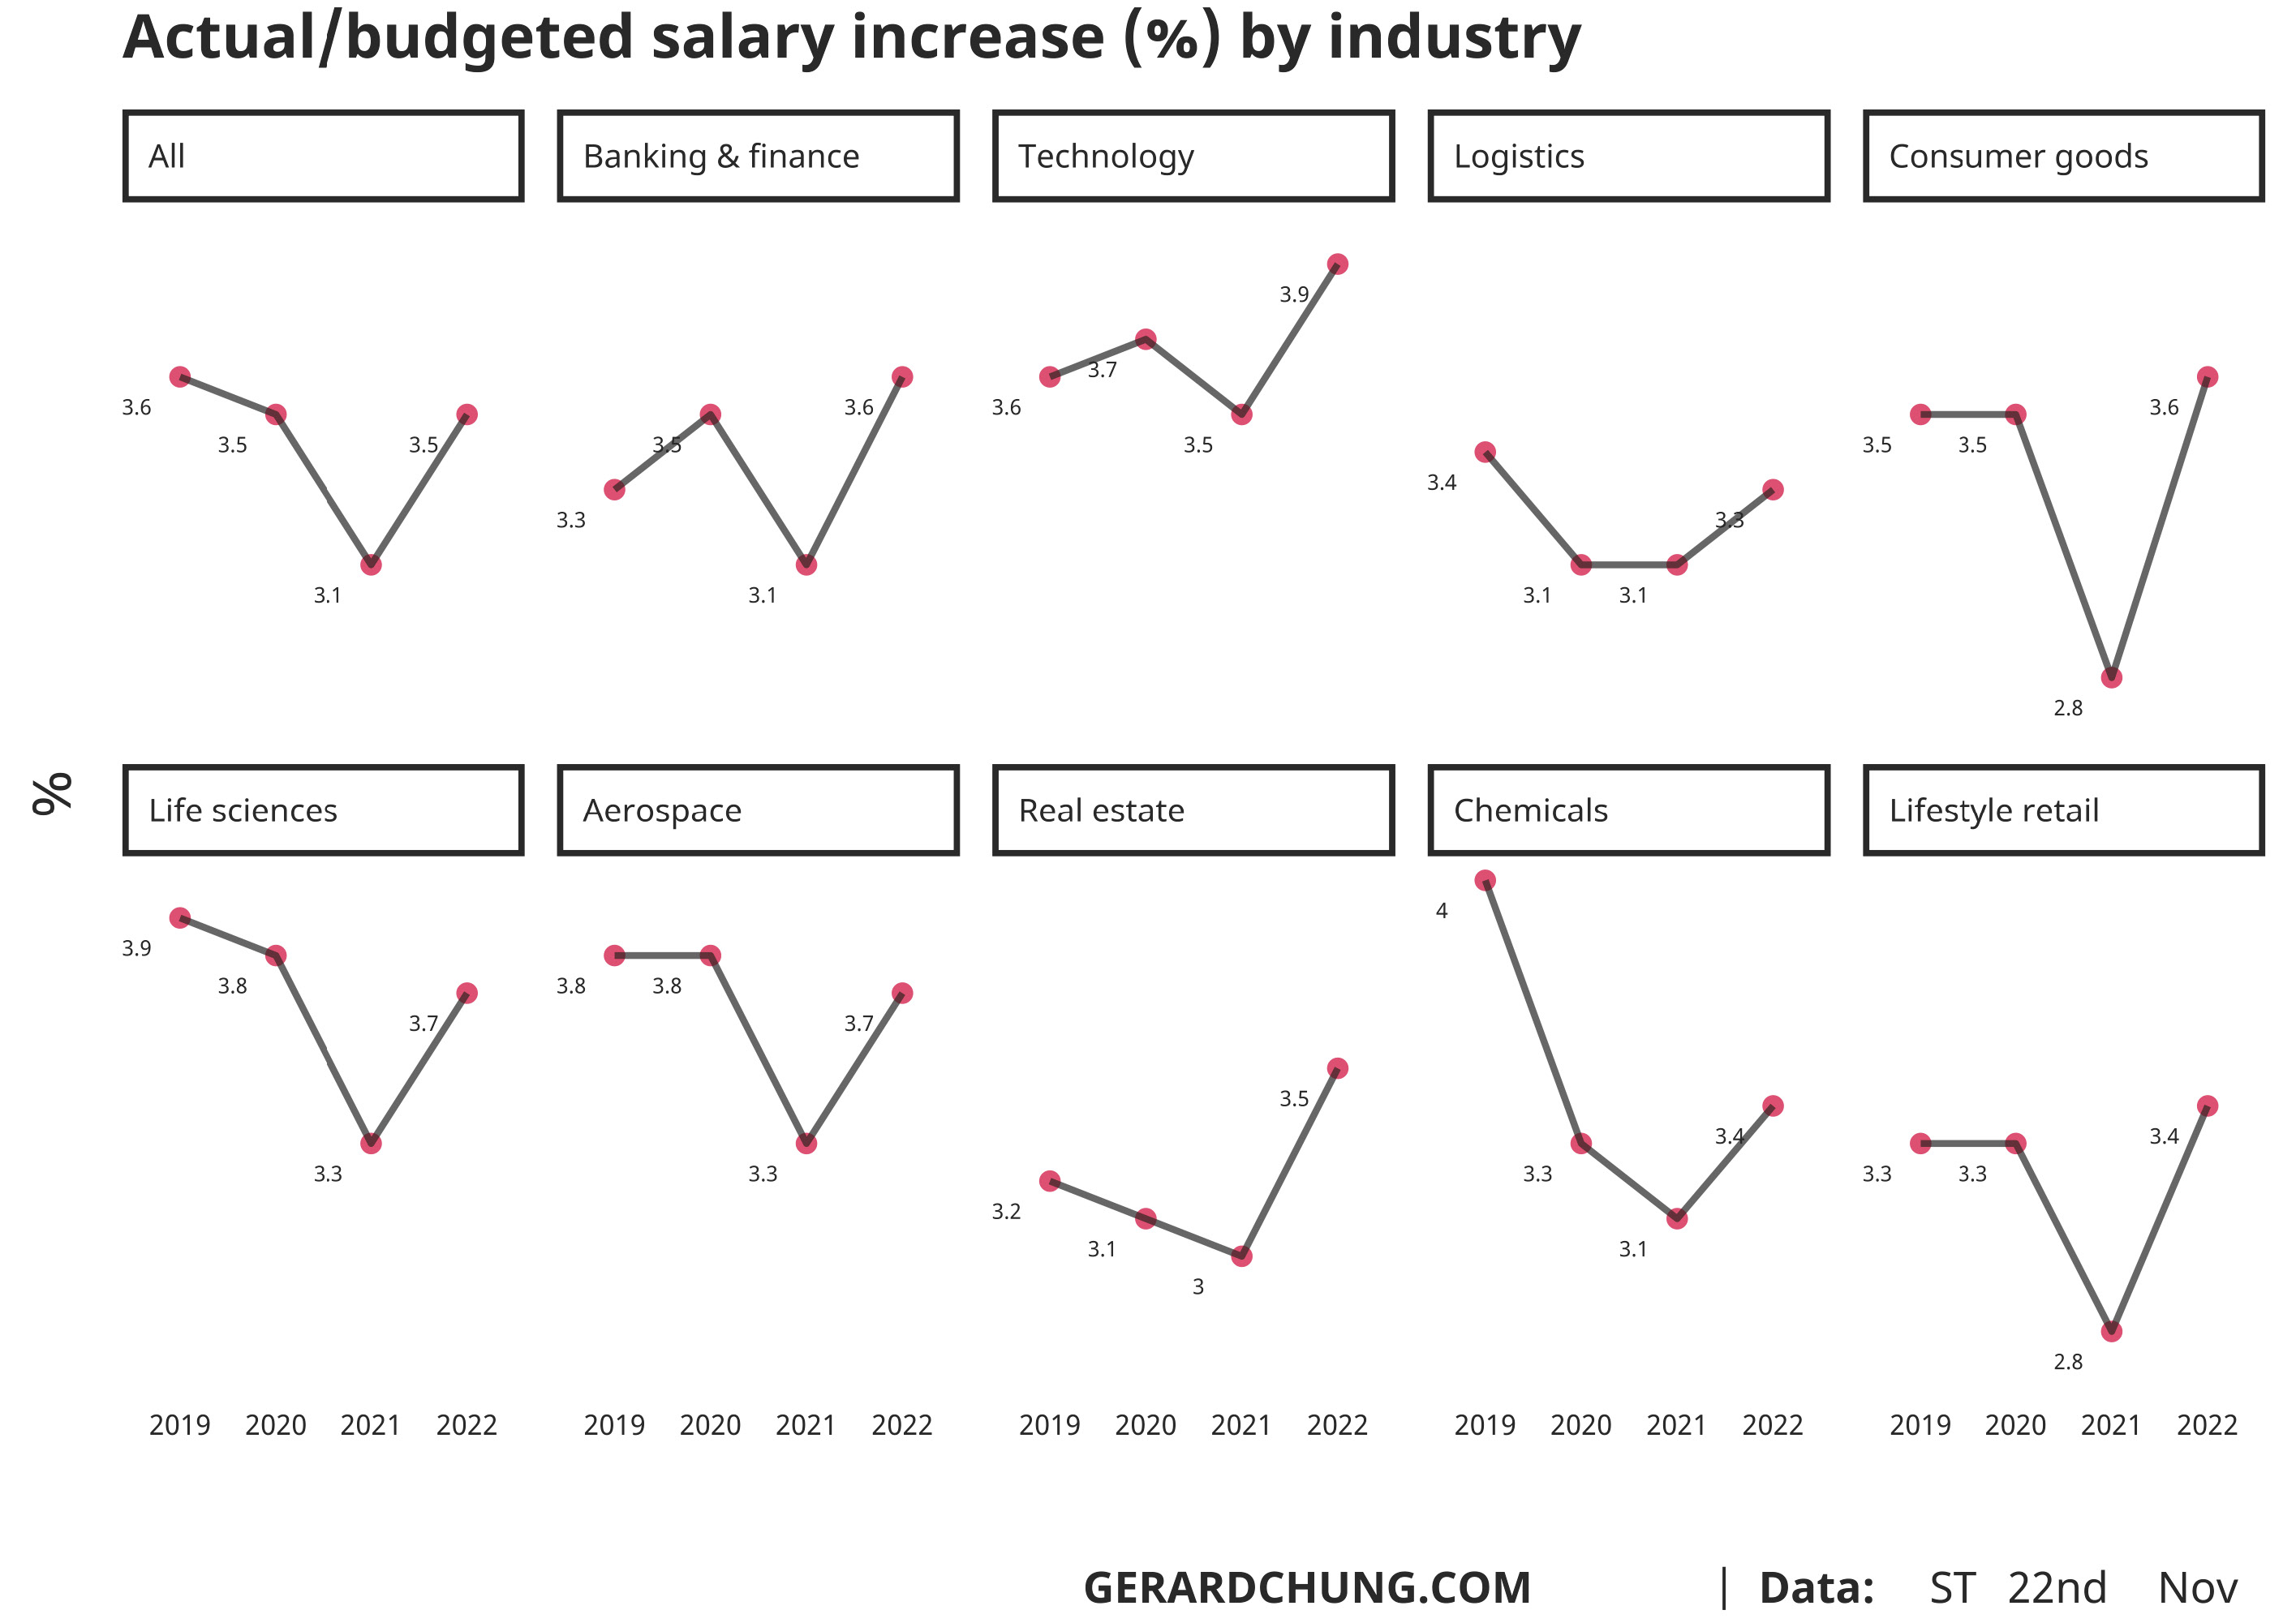 Actual/budgeted salary increase (%) by industry
All Banking & finance Technology Logistics Consumer goods
3.9
3.6 3.6 3.7 3.6 3.6
3.5 3.5 3.5 3.5 3.4 3.5 3.5
3.3 3.3
3.1 3.1 3.1 3.1
2.8
%
Life sciences Aerospace Real estate Chemicals Lifestyle retail
4
3.9
3.8 3.8 3.8
3.7 3.7
3.5
3.4 3.4
3.3 3.3 3.3 3.3 3.3
3.2
3.1 3.1
3
2.8
2019 2020 2021 2022 2019 2020 2021 2022 2019 2020 2021 2022 2019 2020 2021 2022 2019 2020 2021 2022
GERARDCHUNG.COM | Data: ST 22nd Nov